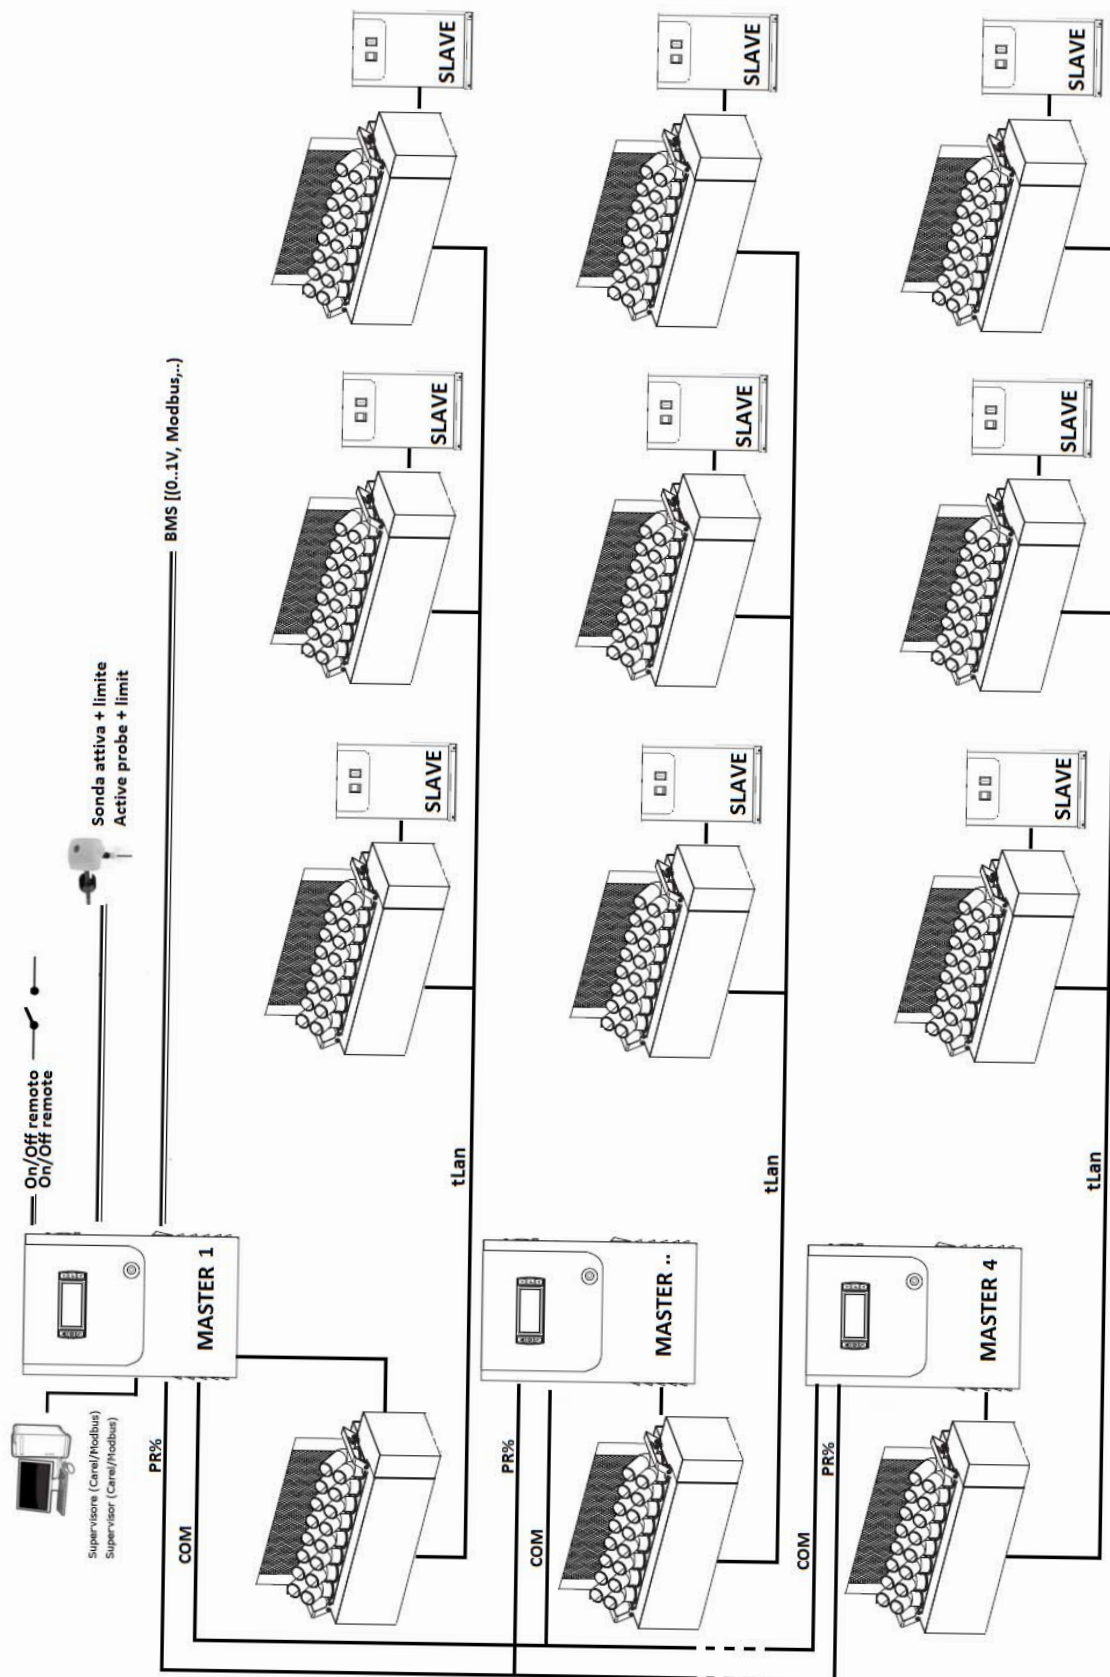 On/Off remoto
On/Off remote
Sonda attiva + limite
Active probe + limit
BMS [(0..1V, Modbus,..)
Supervisore (Carel/Modbus)
Supervisor (Carel/Modbus)
MASTER 1
PR%
COM
tLan
SLAVE
SLAVE
SLAVE
MASTER ..
PR%
COM
tLan
SLAVE
SLAVE
SLAVE
MASTER 4
PR%
COM
tLan
SLAVE
SLAVE
SLAVE